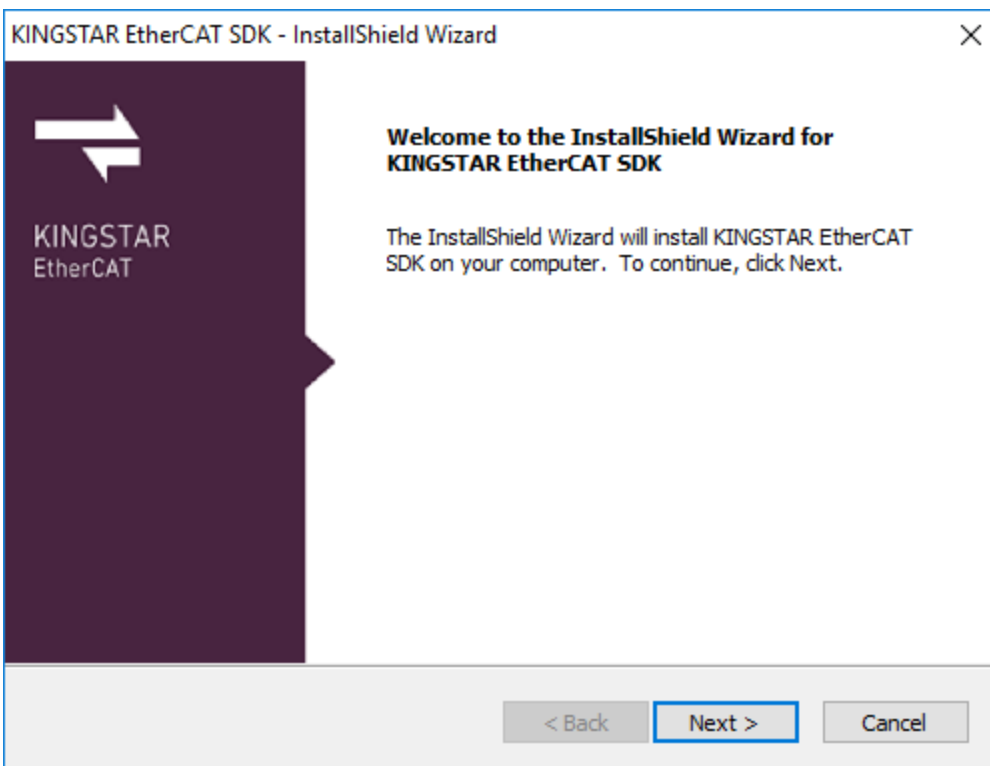 KINGSTAR EtherCAT SDK - InstallShield Wizard
KINGSTAR
EtherCAT
Welcome to the InstallShield Wizard for
KINGSTAR EtherCAT SDK
The InstallShield Wizard will install KINGSTAR EtherCAT
SDK on your computer.  To continue, click Next.
< Back
Next >
Cancel